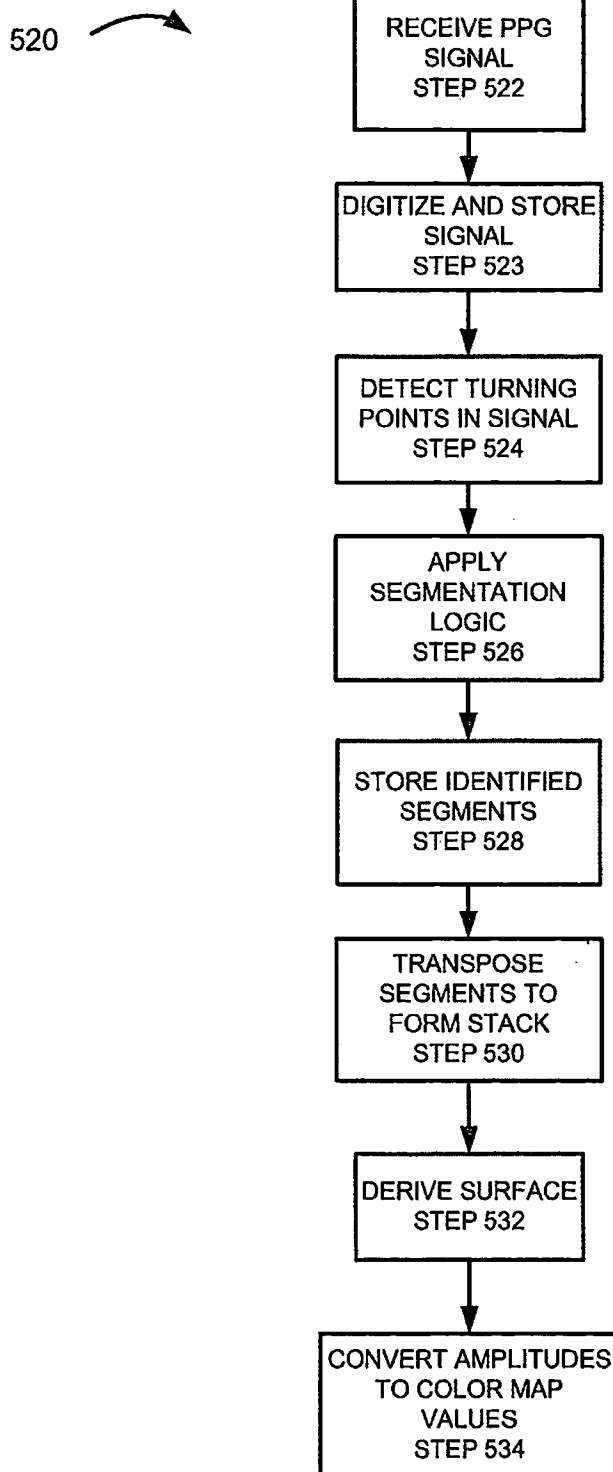 520
RECEIVE PPG
SIGNAL
STEP 522
DIGITIZE AND STORE
SIGNAL
STEP 523
DETECT TURNING
POINTS IN SIGNAL
STEP 524
APPLY
SEGMENTATION
LOGIC
STEP 526
STORE IDENTIFIED
SEGMENTS
STEP 528
TRANSPOSE
SEGMENTS TO
FORM STACK
STEP 530
DERIVE SURFACE
STEP 532
CONVERT AMPLITUDES
TO COLOR MAP
VALUES
STEP 534